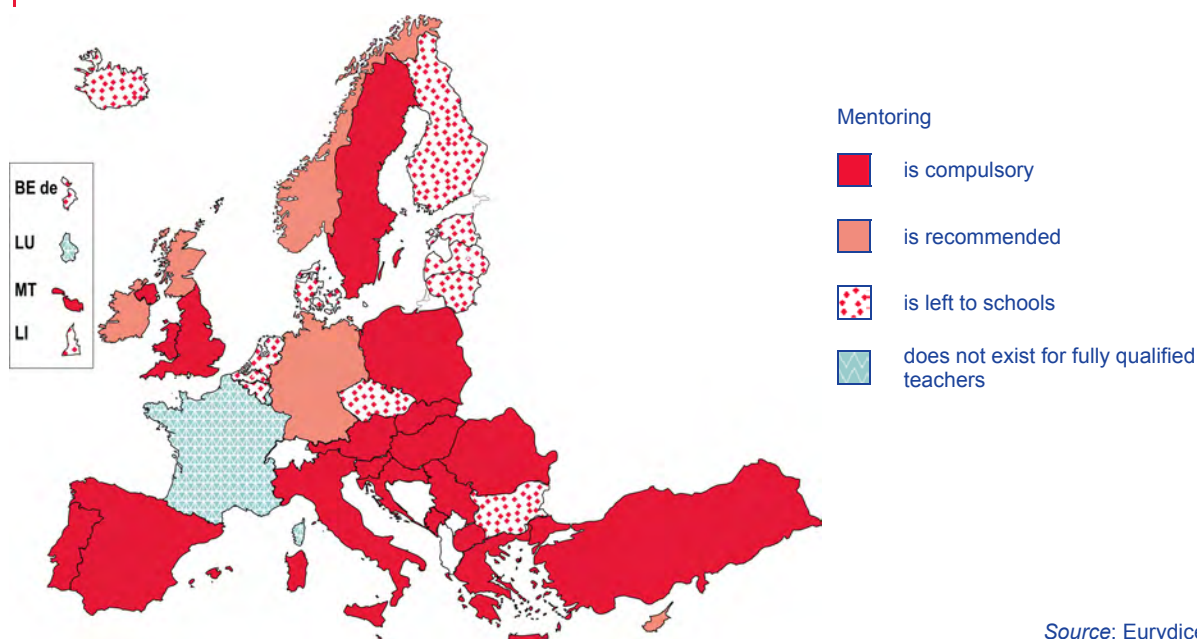 BE de
LU
MT
LI
Mentoring
is compulsory
is recommended
is left to schools
does not exist for fully qualified
teachers
Source: Eurydice